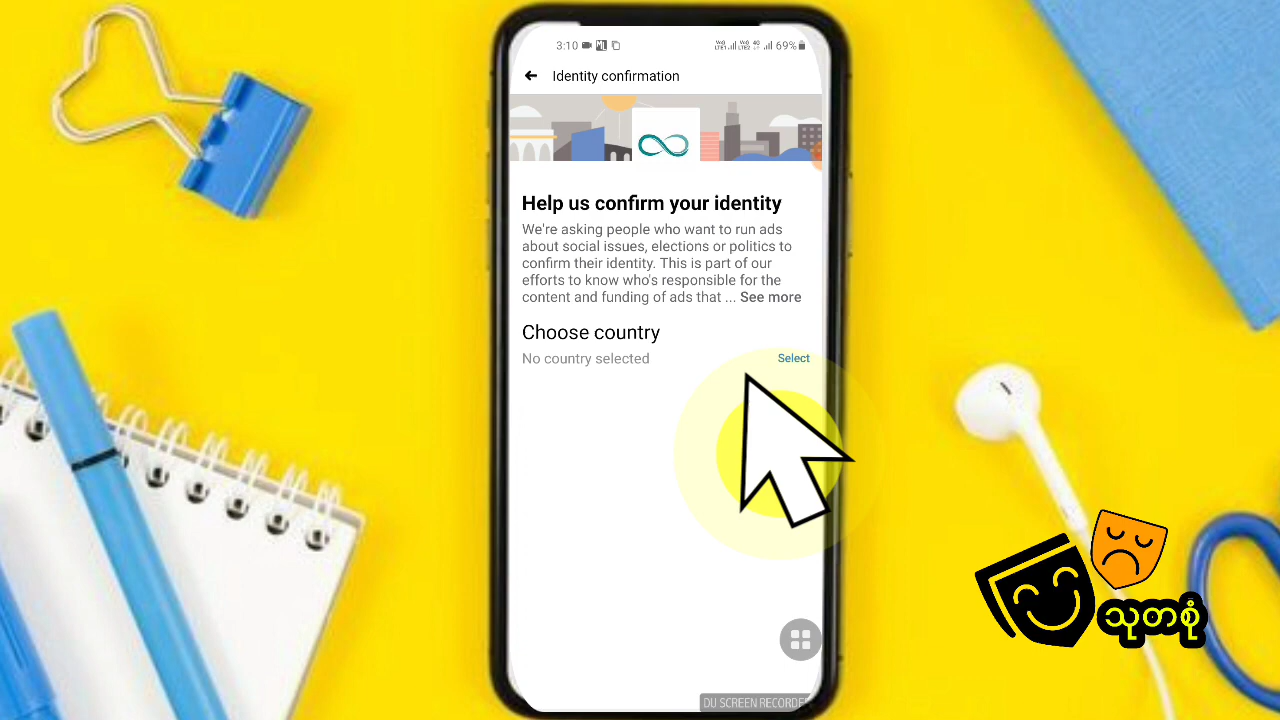 3:10
69%
Identity confirmation
Help us confirm your identity
We're asking people who want to run ads
about social issues, elections or politics to
confirm their identity. This is part of our
efforts to know who's responsible for the
content and funding of ads that ... See more
Choose country
No country selected
Select
DU SCREEN RECORDER
သုတစုံ